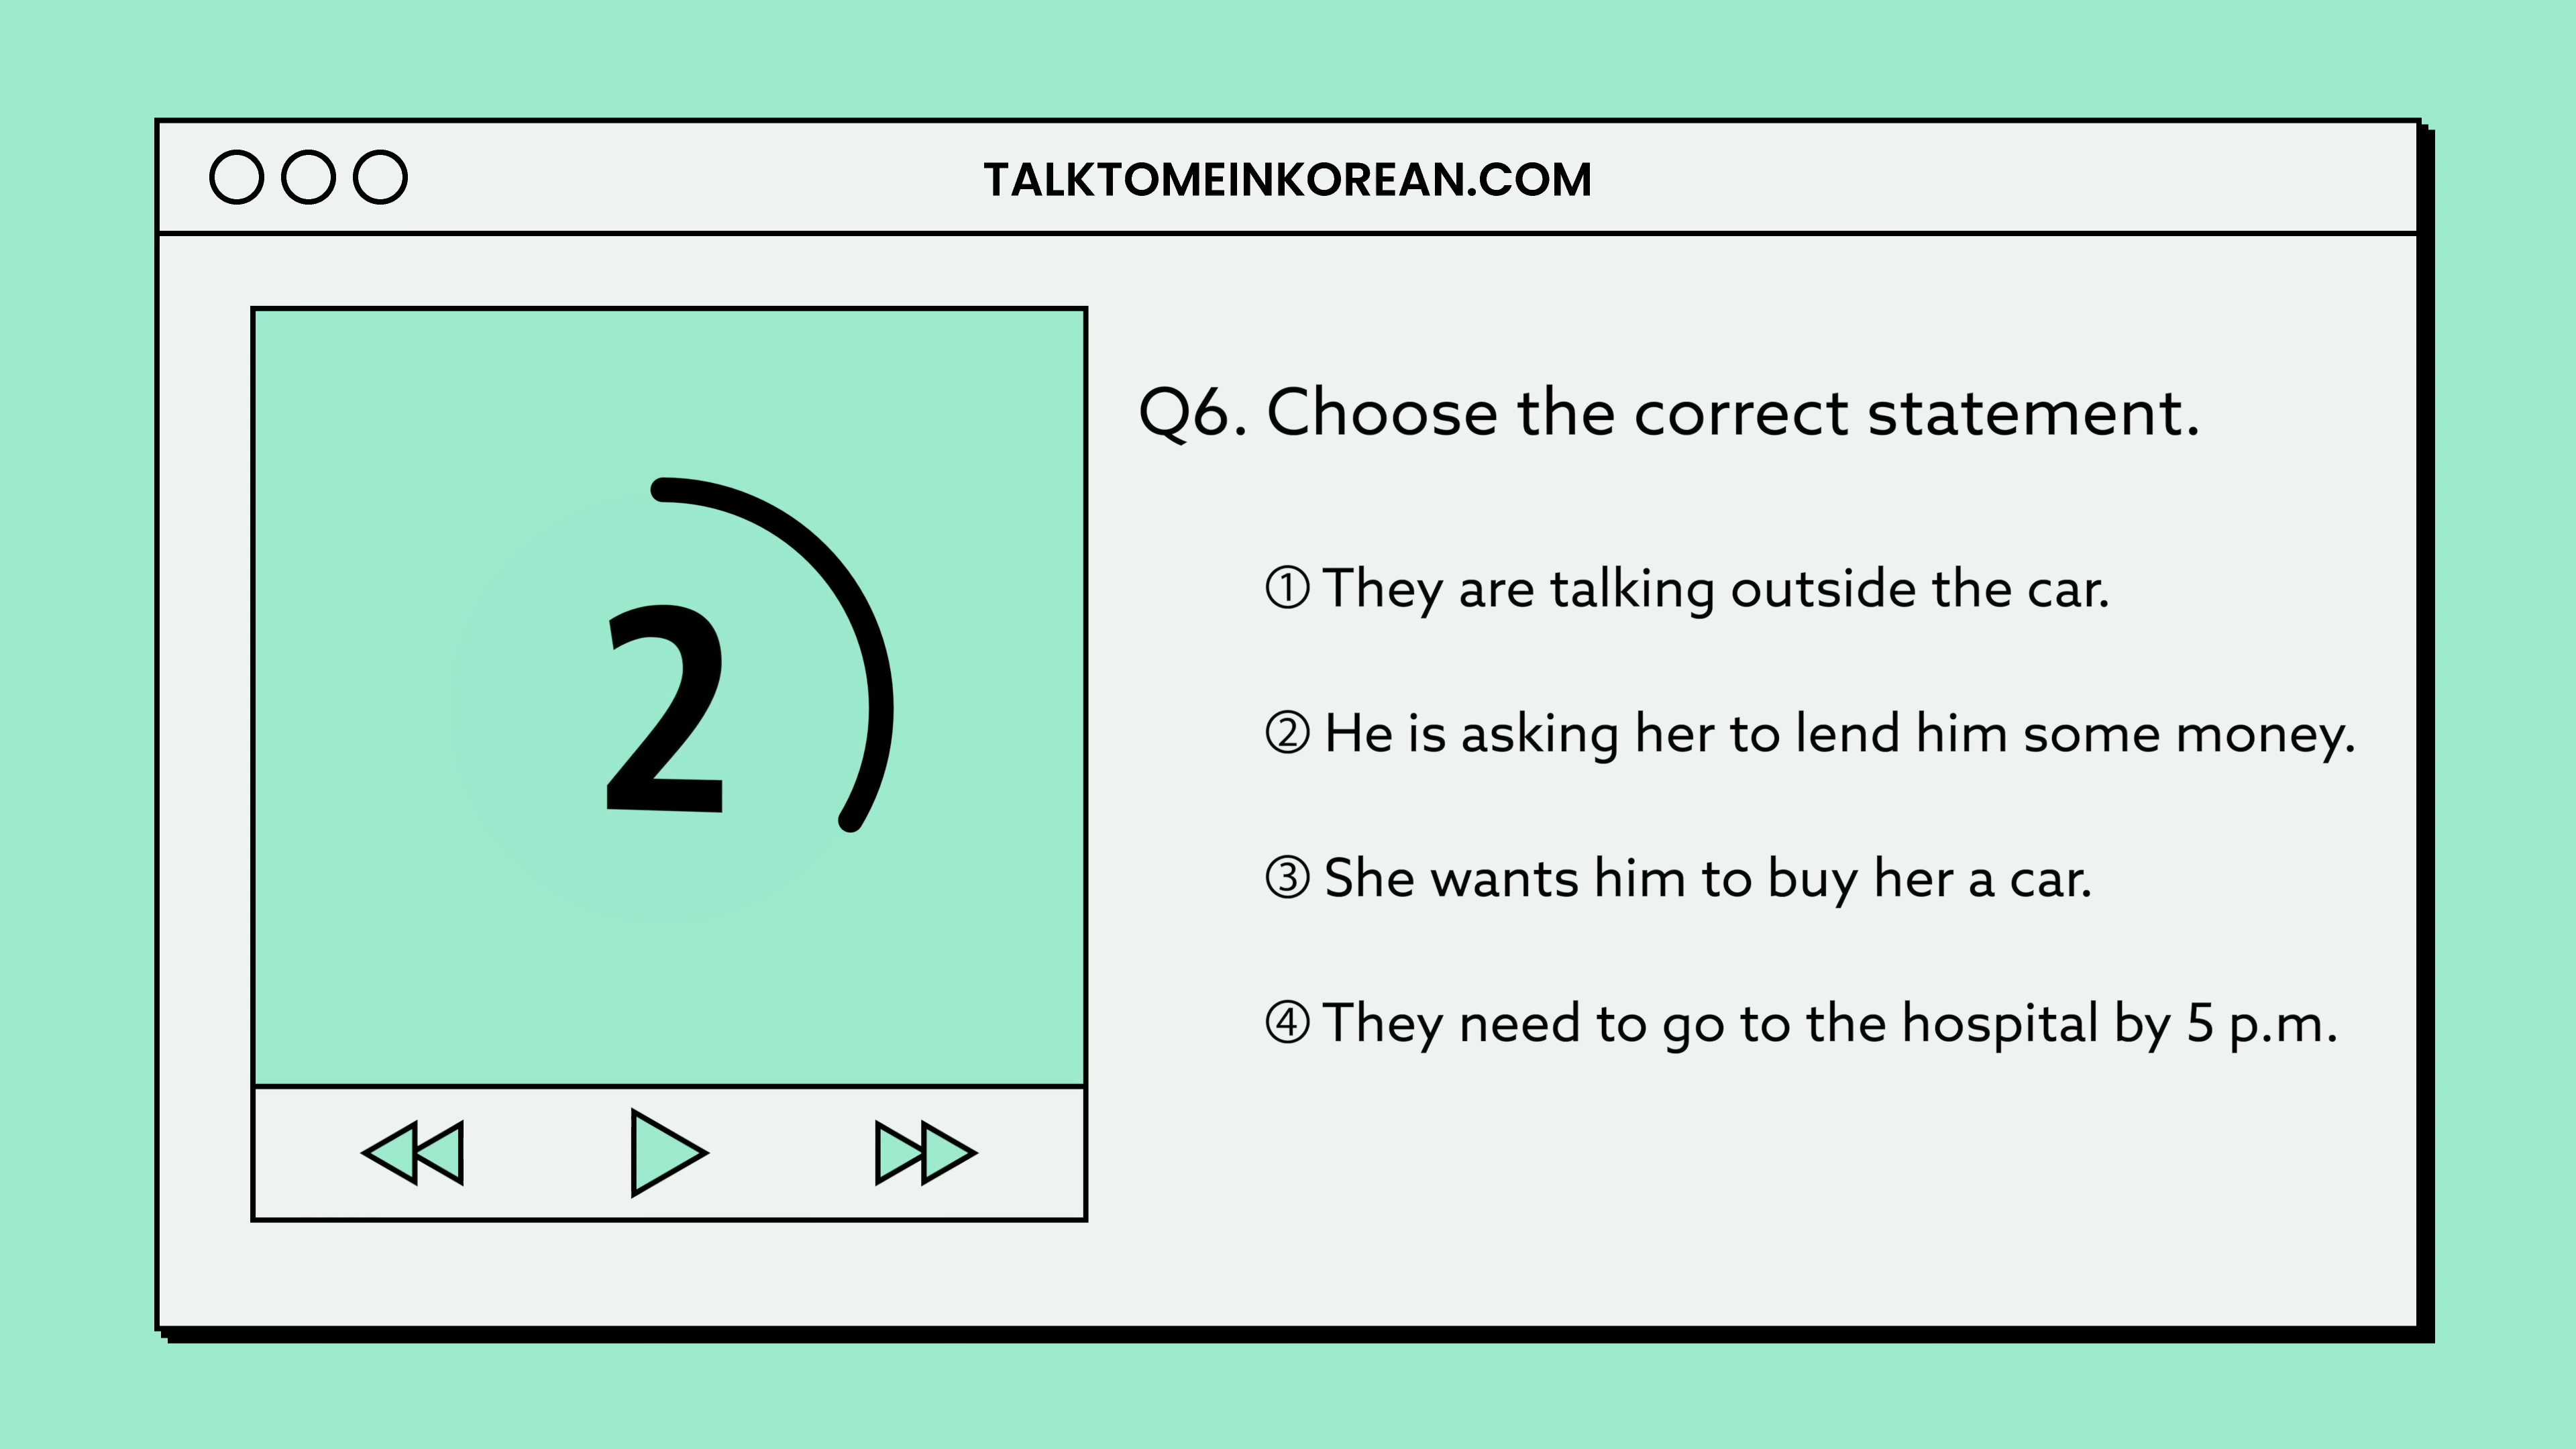 TALKTOMEINKOREAN.COM
2
Q6. Choose the correct statement.
① They are talking outside the car.
② He is asking her to lend him some money.
③ She wants him to buy her a car.
④ They need to go to the hospital by 5 p.m.